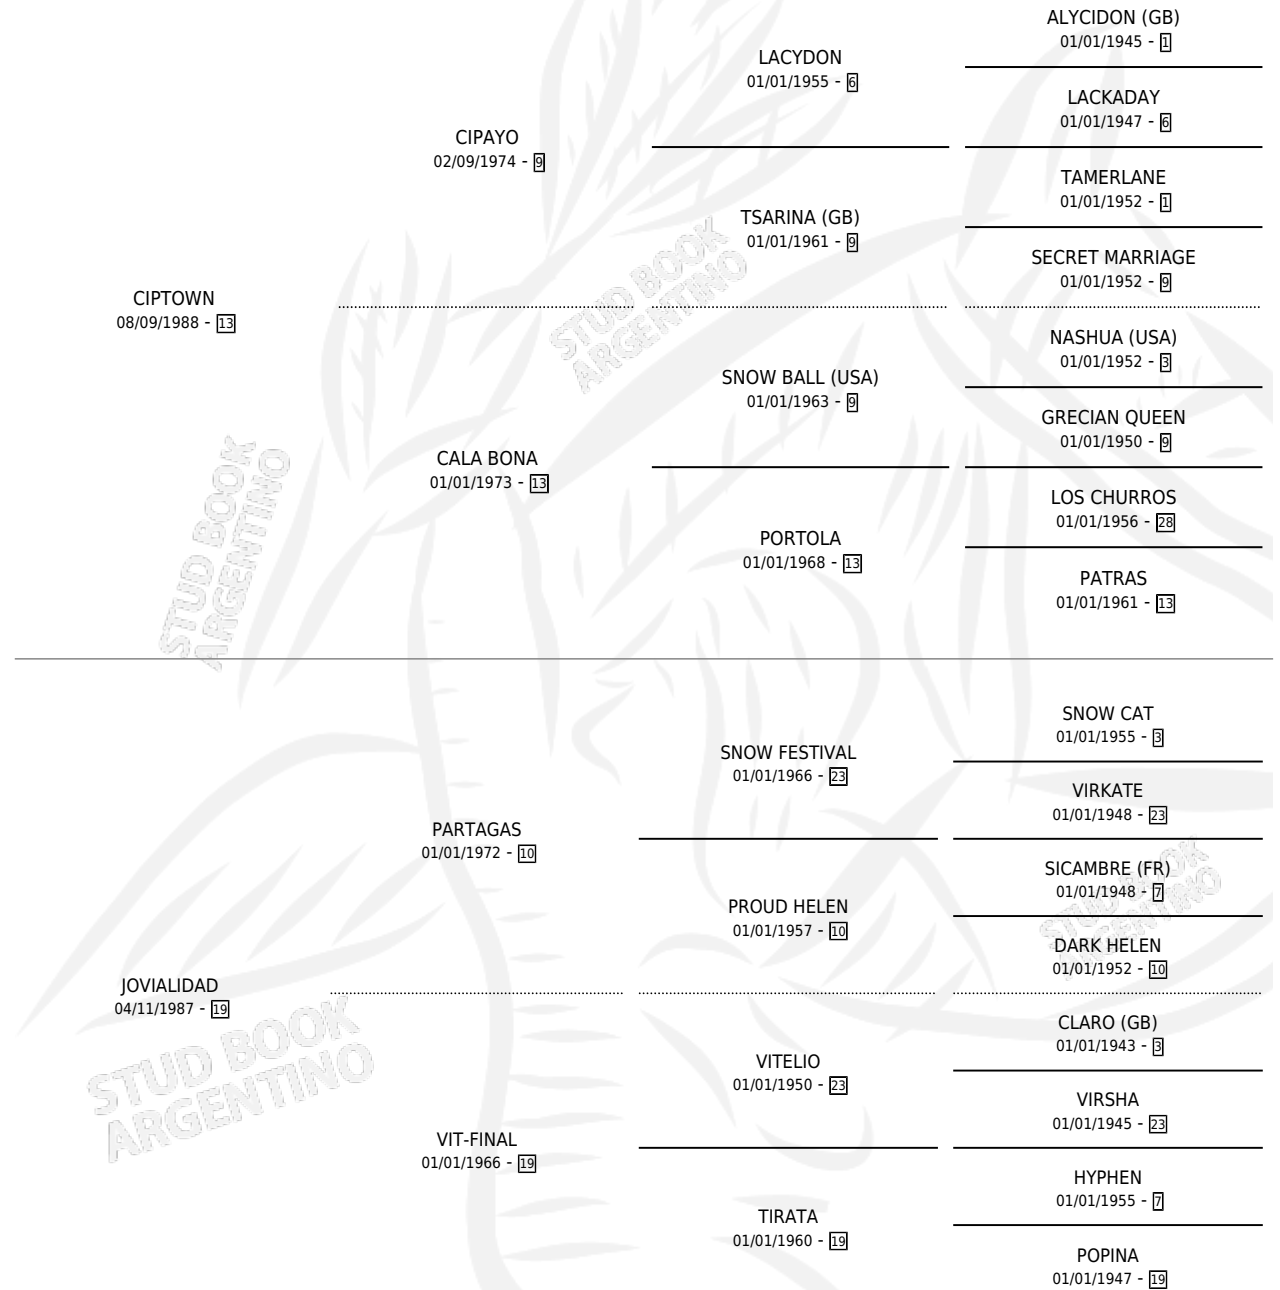 ALYCIDON (GB)
01/01/1945 - 1
LACYDON
01/01/1955 - 6
LACKADAY
01/01/1947 - 6
CIPAYO
02/09/1974 - 9
TAMERLANE
01/01/1952 - 1
TSARINA (GB)
01/01/1961 - 9
SECRET MARRIAGE
01/01/1952 - 9
CIPTOWN
08/09/1988 - 13
NASHUA (USA)
01/01/1952 - 3
SNOW BALL (USA)
01/01/1963 - 9
GRECIAN QUEEN
01/01/1950 - 9
CALA BONA
01/01/1973 - 13
LOS CHURROS
01/01/1956 - 28
PORTOLA
01/01/1968 - 13
PATRAS
01/01/1961 - 13
SNOW CAT
01/01/1955 - 3
SNOW FESTIVAL
01/01/1966 - 23
VIRKATE
01/01/1948 - 23
PARTAGAS
01/01/1972 - 10
SICAMBRE (FR)
01/01/1948 - 7
PROUD HELEN
01/01/1957 - 10
DARK HELEN
01/01/1952 - 10
JOVIALIDAD
04/11/1987 - 19
CLARO (GB)
01/01/1943 - 3
VITELIO
01/01/1950 - 23
VIRSHA
01/01/1945 - 23
VIT-FINAL
01/01/1966 - 19
HYPHEN
01/01/1955 - 7
TIRATA
01/01/1960 - 19
POPINA
01/01/1947 - 19
STUD BOOK
ARGENTINO
STUD BOOK
ARGENTINO
STUD BOOK
ARGENTINO
STUD BOOK
ARGENTINO